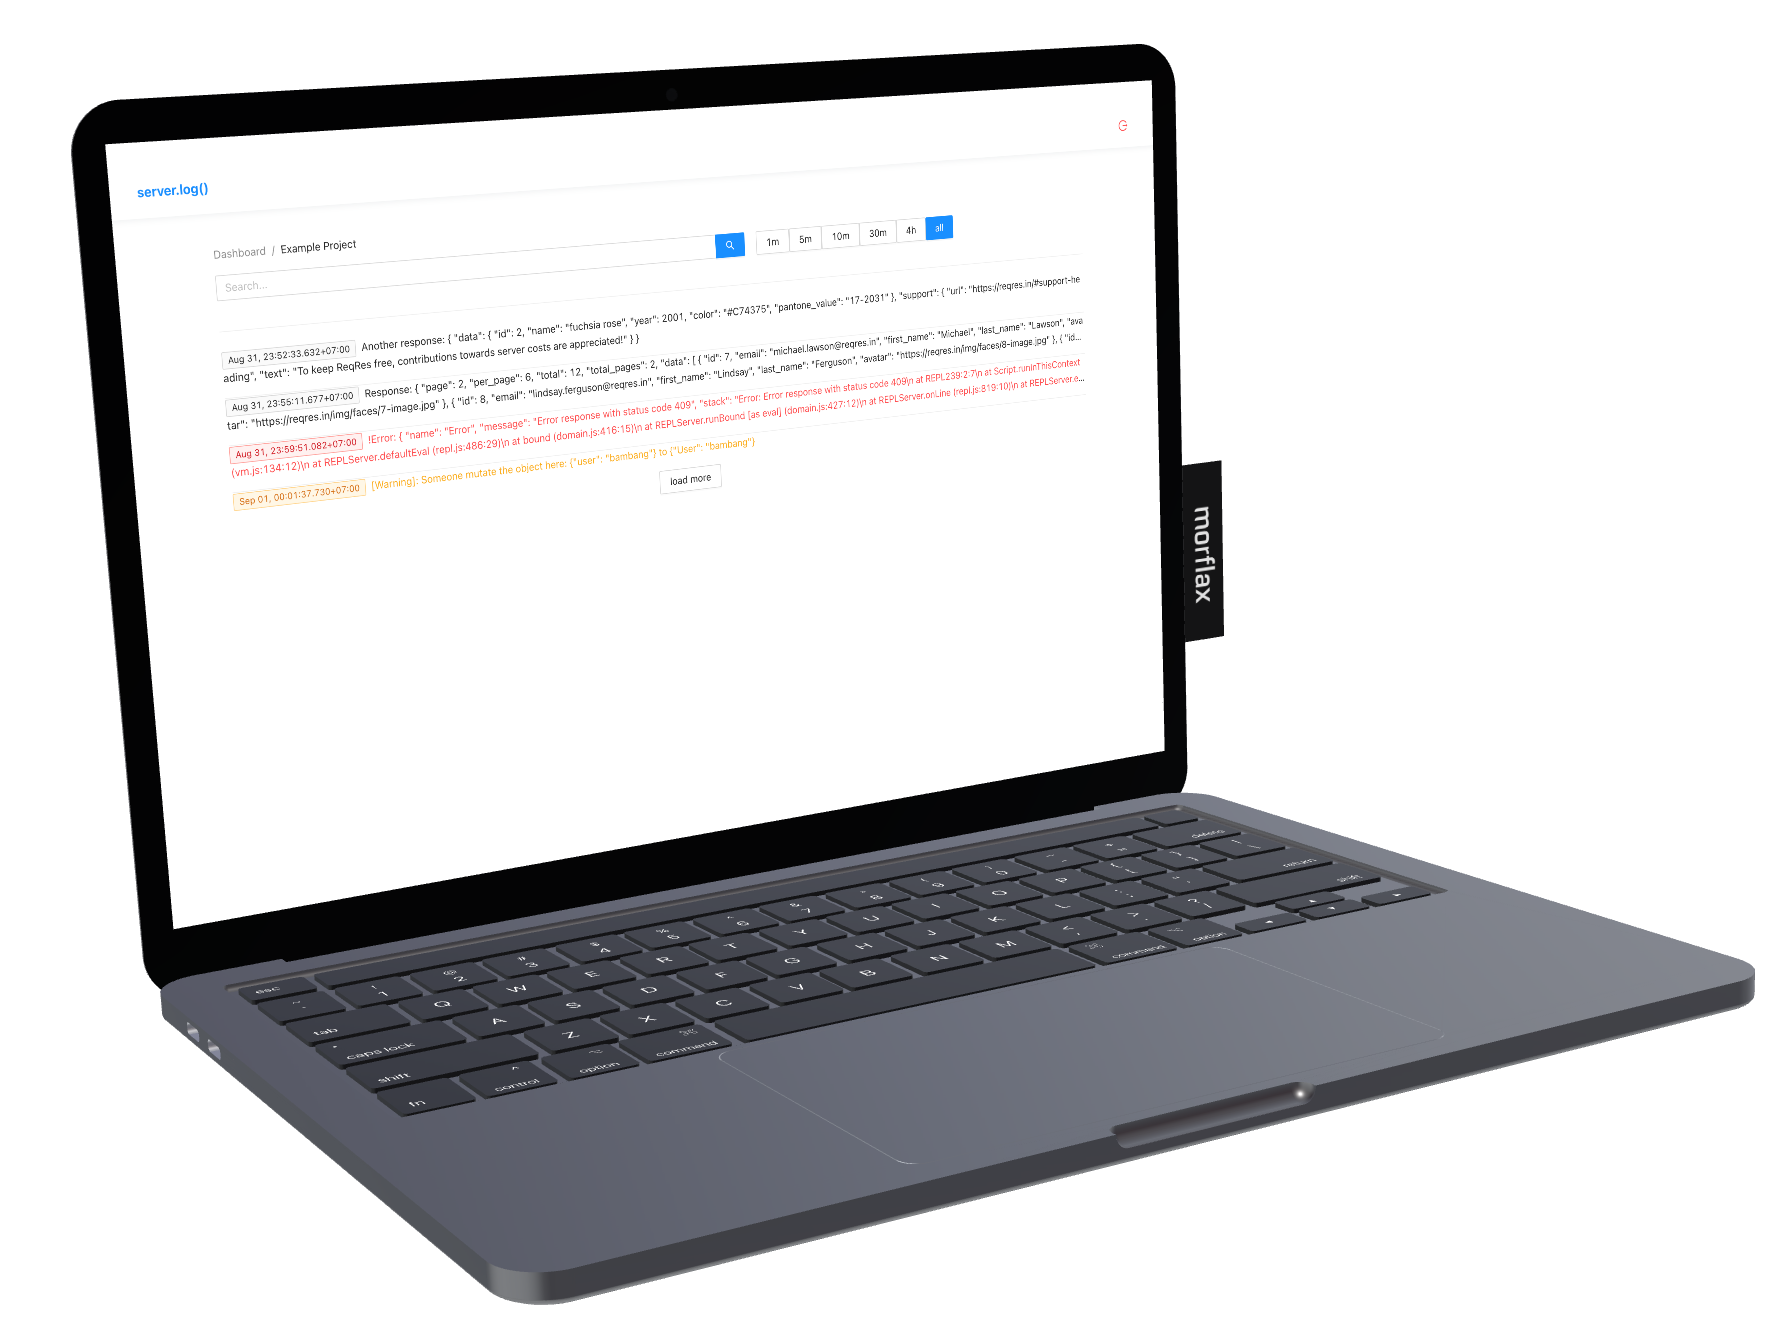 server.log()
Dashboard / Example Project
Search...
1m 5m 10m 30m 4h all
Aug 31, 23:52:33.632+07:00 Another response: { "data": { "id": 2, "name": "fuchsia rose", "year": 2001, "color": "#C74375", "pantone_value": "17-2031" }, "support": { "url": "https://reqres.in/#support-he
ading", "text": "To keep ReqRes free, contributions towards server costs are appreciated!" } }
Aug 31, 23:55:11.677+07:00 Response: { "page": 2, "per_page": 6, "total": 12, "total_pages": 2, "data": [ { "id": 7, "email": "michael.lawson@reqres.in", "first_name": "Michael", "last_name": "Lawson", "ava
tar": "https://reqres.in/img/faces/7-image.jpg" }, { "id": 8, "email": "lindsay.ferguson@reqres.in", "first_name": "Lindsay", "last_name": "Ferguson", "avatar": "https://reqres.in/img/faces/8-image.jpg" }, { "id...
Aug 31, 23:59:51.082+07:00 !Error: { "name": "Error", "message": "Error response with status code 409", "stack": "Error: Error response with status code 409\n at REPL239:2:7\n at Script.runInThisContext
(vm.js:134:12)\n at REPLServer.defaultEval (repl.js:486:29)\n at bound (domain.js:416:15)\n at REPLServer.runBound [as eval] (domain.js:427:12)\n at REPLServer.onLine (repl.js:819:10)\n at REPLServer.e...
Sep 01, 00:01:37.730+07:00 [Warning]: Someone mutate the object here: {"user": "bambang"} to {"User": "bambang"}
load more
morflax
esc
! 1 @ 2 # 3 $ 4 % 5 ^ 6 & 7 * 8 ( 9 ) 0
tab Q W E R T Y U I O P
caps lock A S D F G H J K L return
shift Z X C V B N M < , > . ? / shift
fn control option command command option